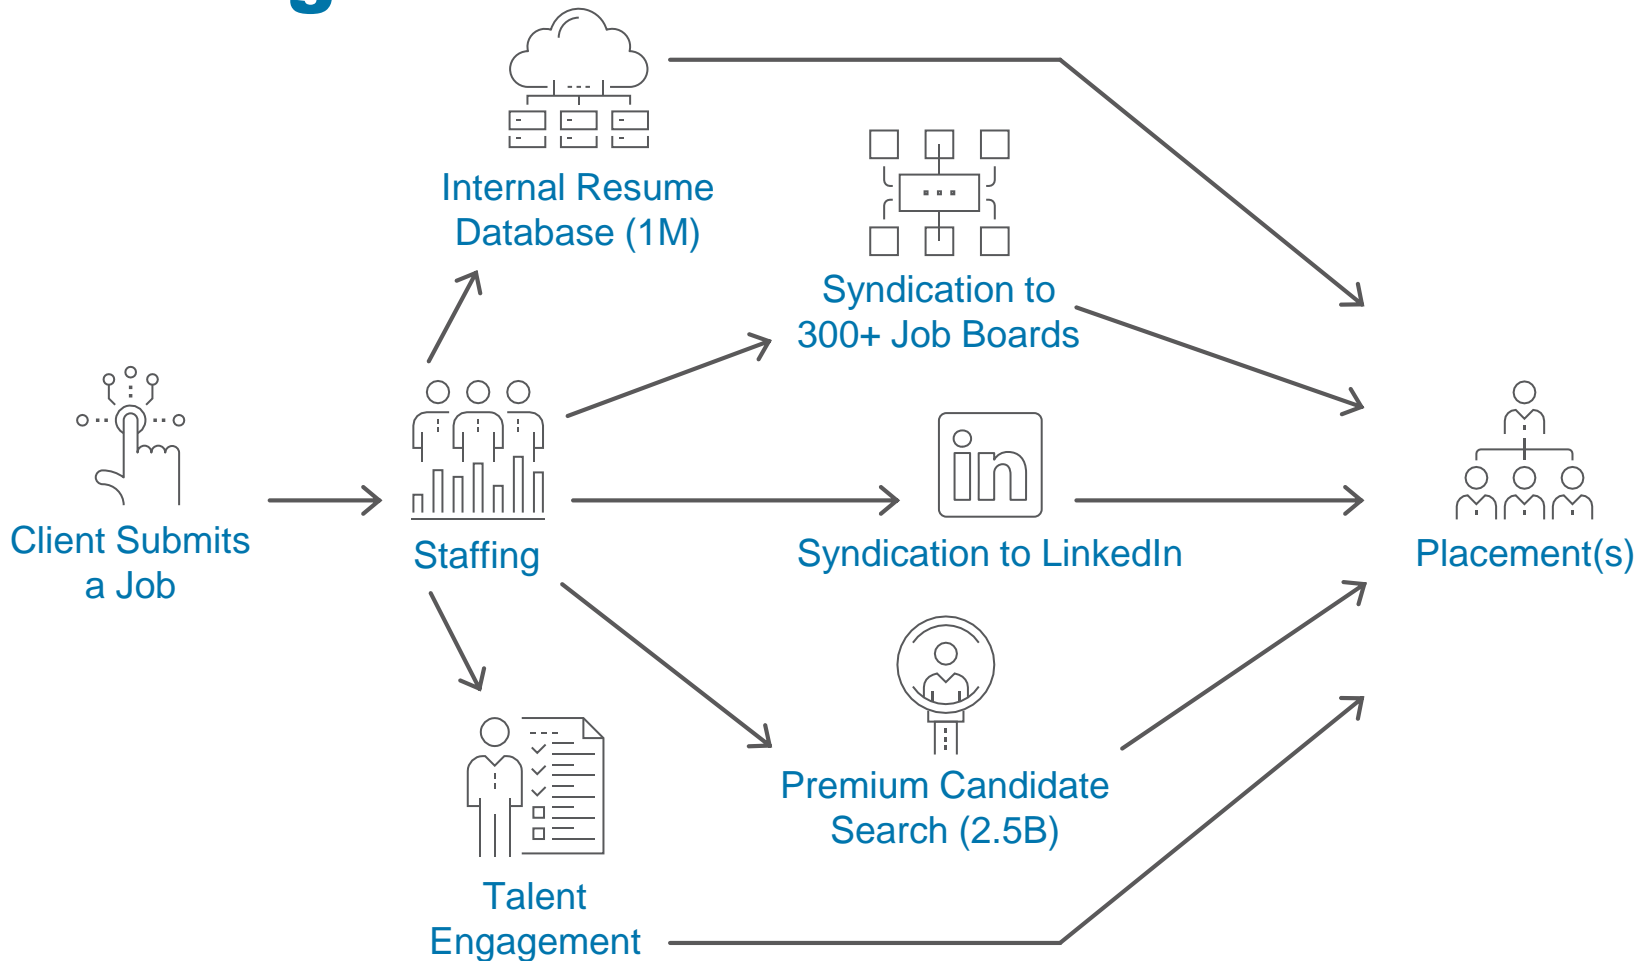 Internal Resume
Database (1M)
Syndication to
300+ Job Boards
in
Client Submits
a Job
Staffing
Syndication to LinkedIn
Placement(s)
Premium Candidate
Search (2.5B)
Talent
Engagement